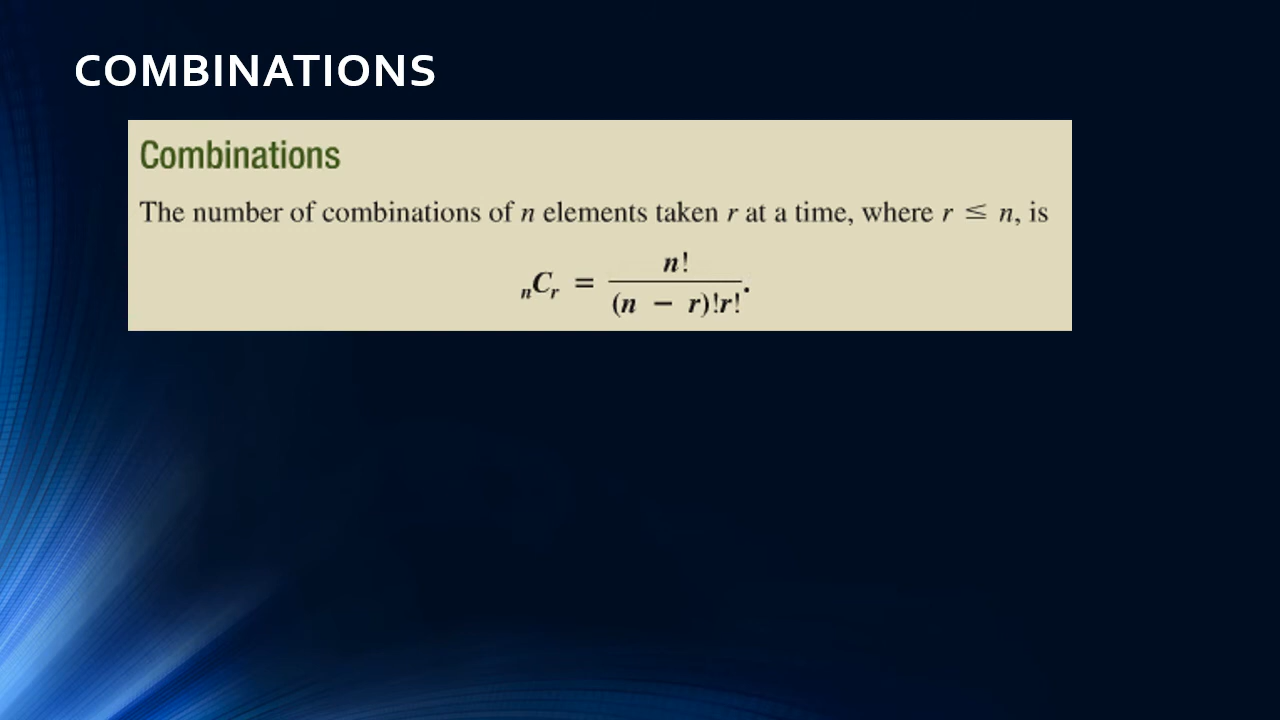 COMBINATIONS
Combinations
The number of combinations of n elements taken r at a time, where r ≤ n, is
nCr = n! / (n − r)!r!.